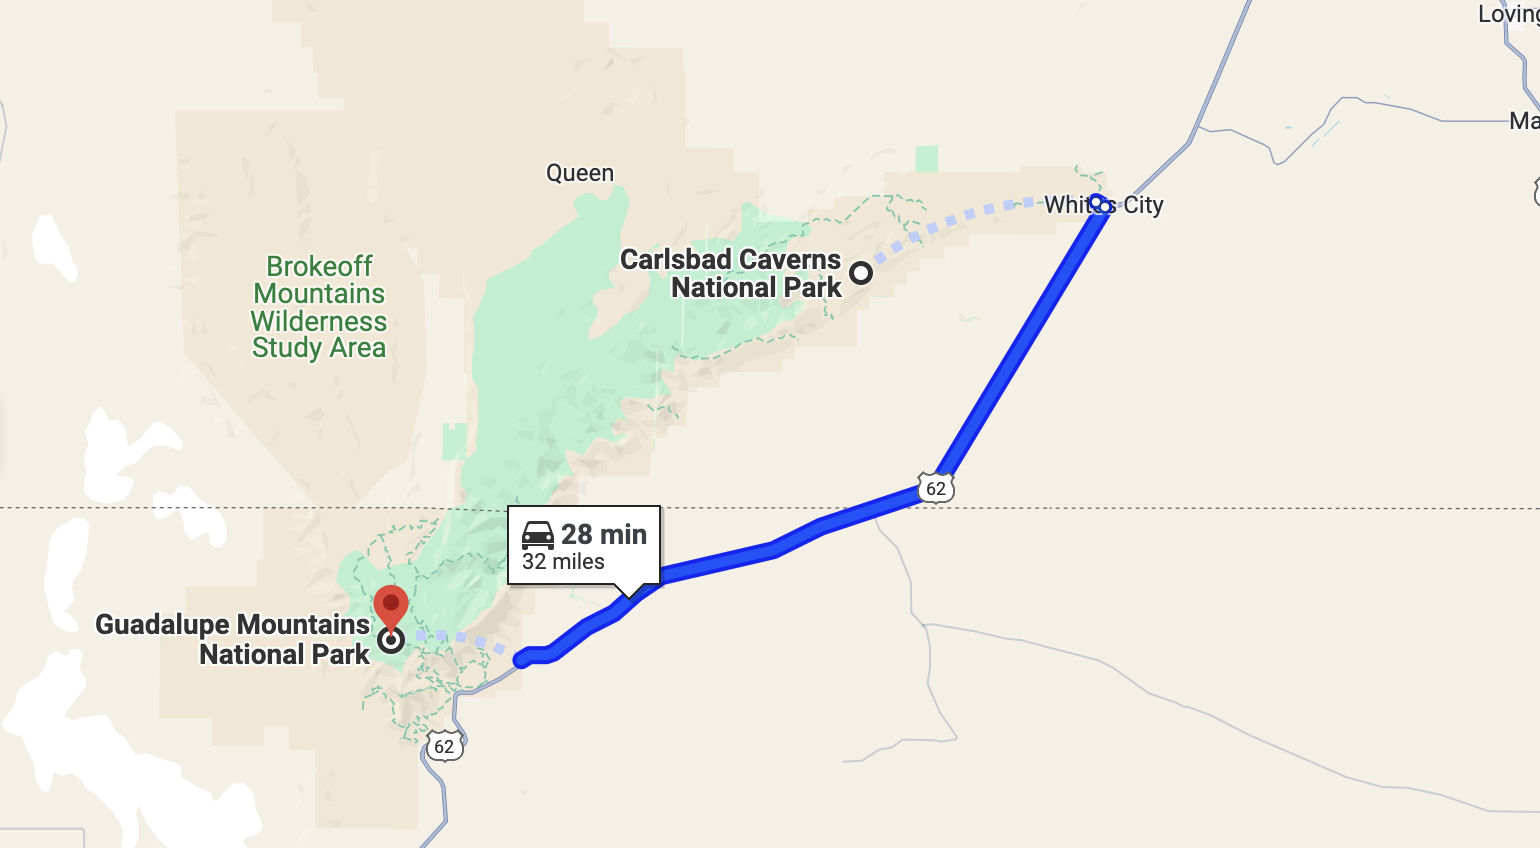 Loving
Ma
Queen
Whites City
Carlsbad Caverns
National Park
Brokeoff
Mountains
Wilderness
Study Area
62
28 min
32 miles
Guadalupe Mountains
National Park
62